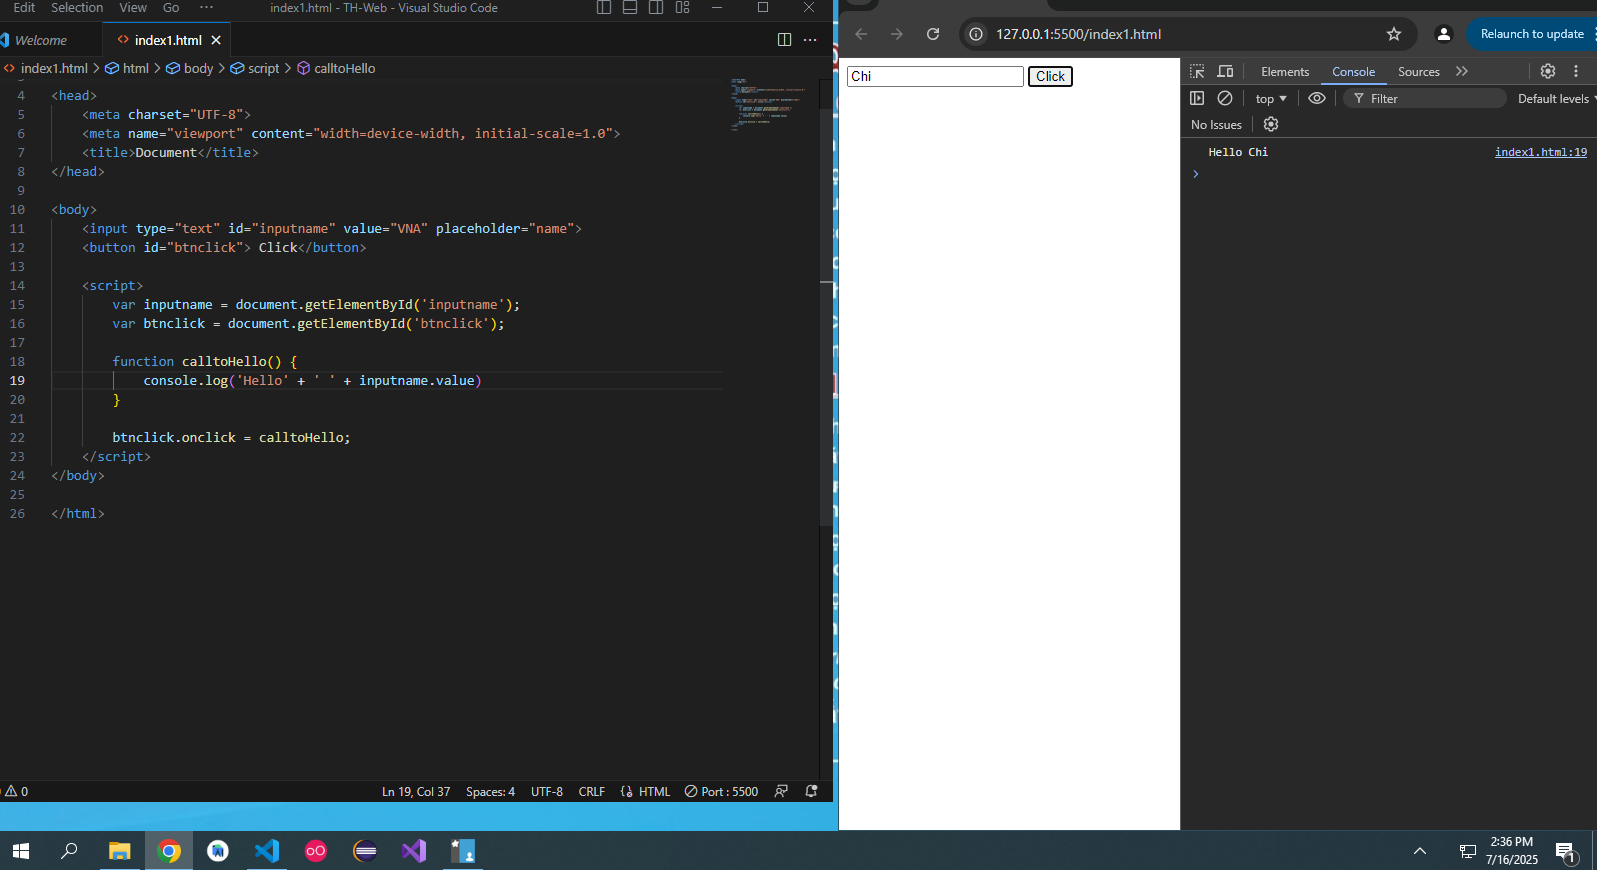 Edit Selection View Go ··· index1.html - TH-Web - Visual Studio Code
Welcome index1.html
index1.html > html > body > script > calltoHello
4 <head>
5 <meta charset="UTF-8">
6 <meta name="viewport" content="width=device-width, initial-scale=1.0">
7 <title>Document</title>
8 </head>
9
10 <body>
11 <input type="text" id="inputname" value="VNA" placeholder="name">
12 <button id="btnclick"> Click</button>
13
14 <script>
15 var inputname = document.getElementById('inputname');
16 var btnclick = document.getElementById('btnclick');
17
18 function calltoHello() {
19 console.log('Hello' + ' ' + inputname.value)
20 }
21
22 btnclick.onclick = calltoHello;
23 </script>
24 </body>
25
26 </html>
0 Ln 19, Col 37 Spaces: 4 UTF-8 CRLF HTML Port : 5500
127.0.0.1:5500/index1.html Relaunch to update
Chi Click
Elements Console Sources
top Filter Default levels
No Issues
Hello Chi index1.html:19
2:36 PM
7/16/2025
1